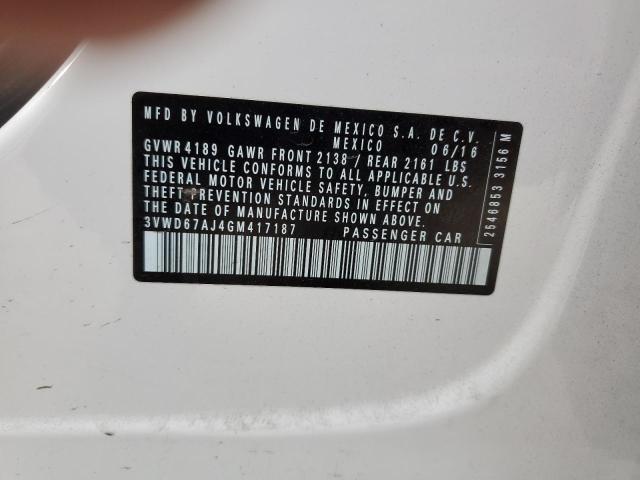 MFD BY VOLKSWAGEN DE MEXICO S.A. DE C.V.
MEXICO 06/16
GVWR 4189 GAWR FRONT 2138 / REAR 2161 LBS
THIS VEHICLE CONFORMS TO ALL APPLICABLE U.S.
FEDERAL MOTOR VEHICLE SAFETY, BUMPER AND
THEFT PREVENTION STANDARDS IN EFFECT ON
THE DATE OF MANUFACTURE SHOWN ABOVE.
3VWD67AJ4GM417187 PASSENGER CAR
2546853 3156 M